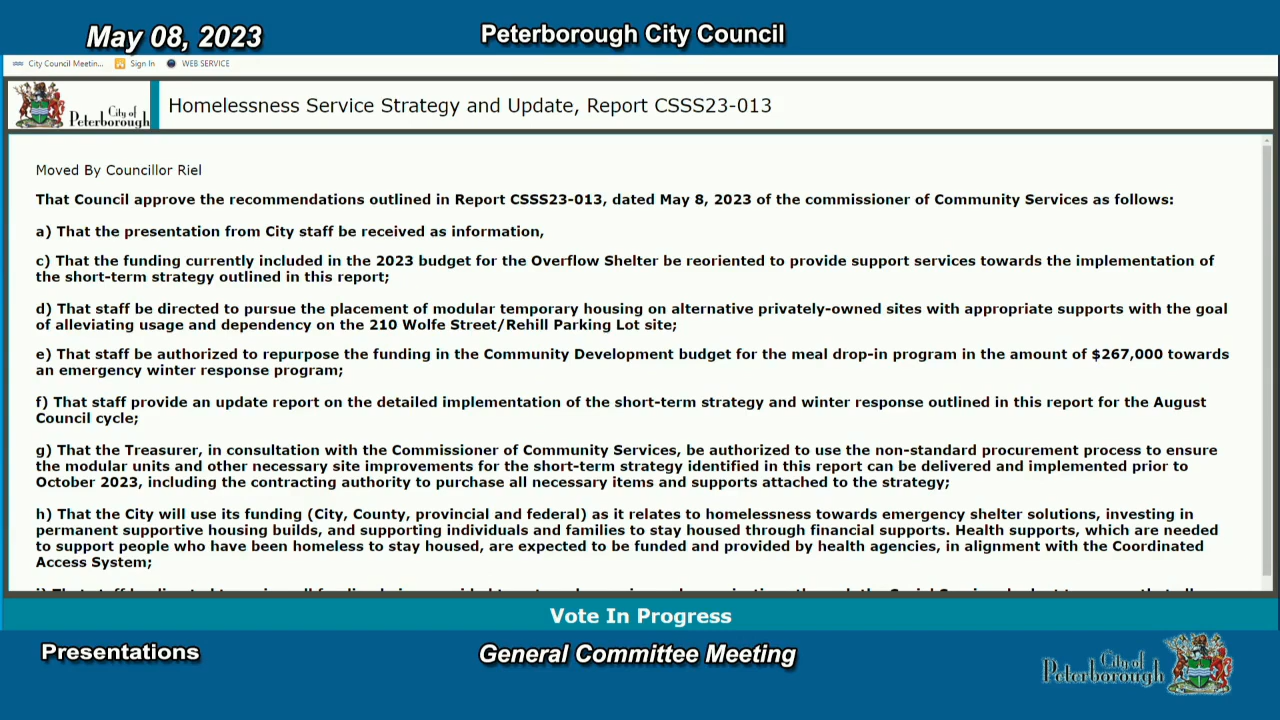 May 08, 2023
Peterborough City Council
City Council Meetin...
Sign In
WEB SERVICE
City of
Peterborough
Homelessness Service Strategy and Update, Report CSSS23-013
Moved By Councillor Riel
That Council approve the recommendations outlined in Report CSSS23-013, dated May 8, 2023 of the commissioner of Community Services as follows:
a) That the presentation from City staff be received as information,
c) That the funding currently included in the 2023 budget for the Overflow Shelter be reoriented to provide support services towards the implementation of
the short-term strategy outlined in this report;
d) That staff be directed to pursue the placement of modular temporary housing on alternative privately-owned sites with appropriate supports with the goal
of alleviating usage and dependency on the 210 Wolfe Street/Rehill Parking Lot site;
e) That staff be authorized to repurpose the funding in the Community Development budget for the meal drop-in program in the amount of $267,000 towards
an emergency winter response program;
f) That staff provide an update report on the detailed implementation of the short-term strategy and winter response outlined in this report for the August
Council cycle;
g) That the Treasurer, in consultation with the Commissioner of Community Services, be authorized to use the non-standard procurement process to ensure
the modular units and other necessary site improvements for the short-term strategy identified in this report can be delivered and implemented prior to
October 2023, including the contracting authority to purchase all necessary items and supports attached to the strategy;
h) That the City will use its funding (City, County, provincial and federal) as it relates to homelessness towards emergency shelter solutions, investing in
permanent supportive housing builds, and supporting individuals and families to stay housed through financial supports. Health supports, which are needed
to support people who have been homeless to stay housed, are expected to be funded and provided by health agencies, in alignment with the Coordinated
Access System;
Vote In Progress
Presentations
General Committee Meeting
City of
Peterborough